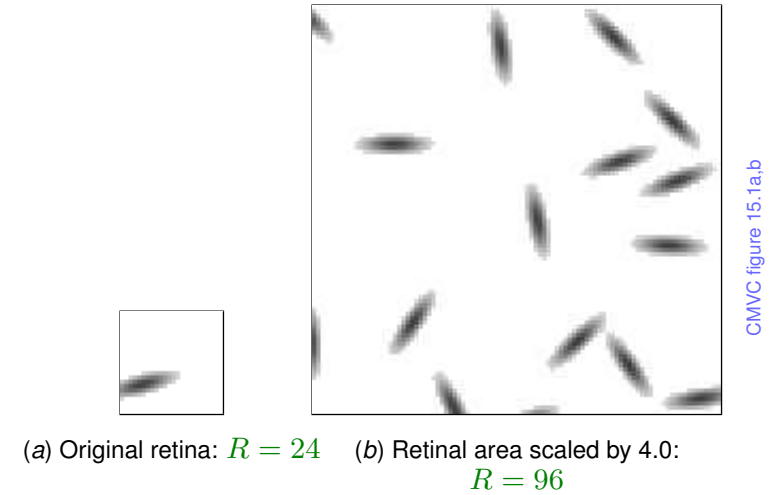 CMVC figure 15.1a,b
(a) Original retina: R = 24
(b) Retinal area scaled by 4.0:
R = 96